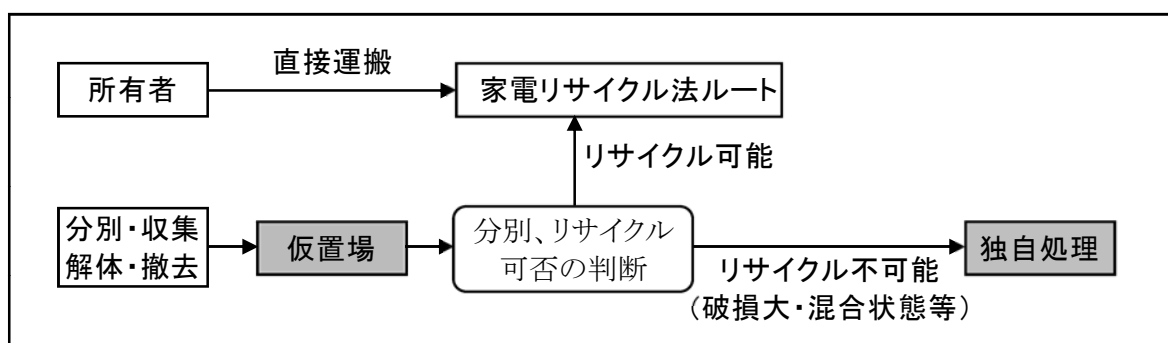 直接運搬
所有者
家電リサイクル法ルート
リサイクル可能
分別・収集
解体・撤去
仮置場
分別、リサイクル
可否の判断
リサイクル不可能
（破損大・混合状態等）
独自処理